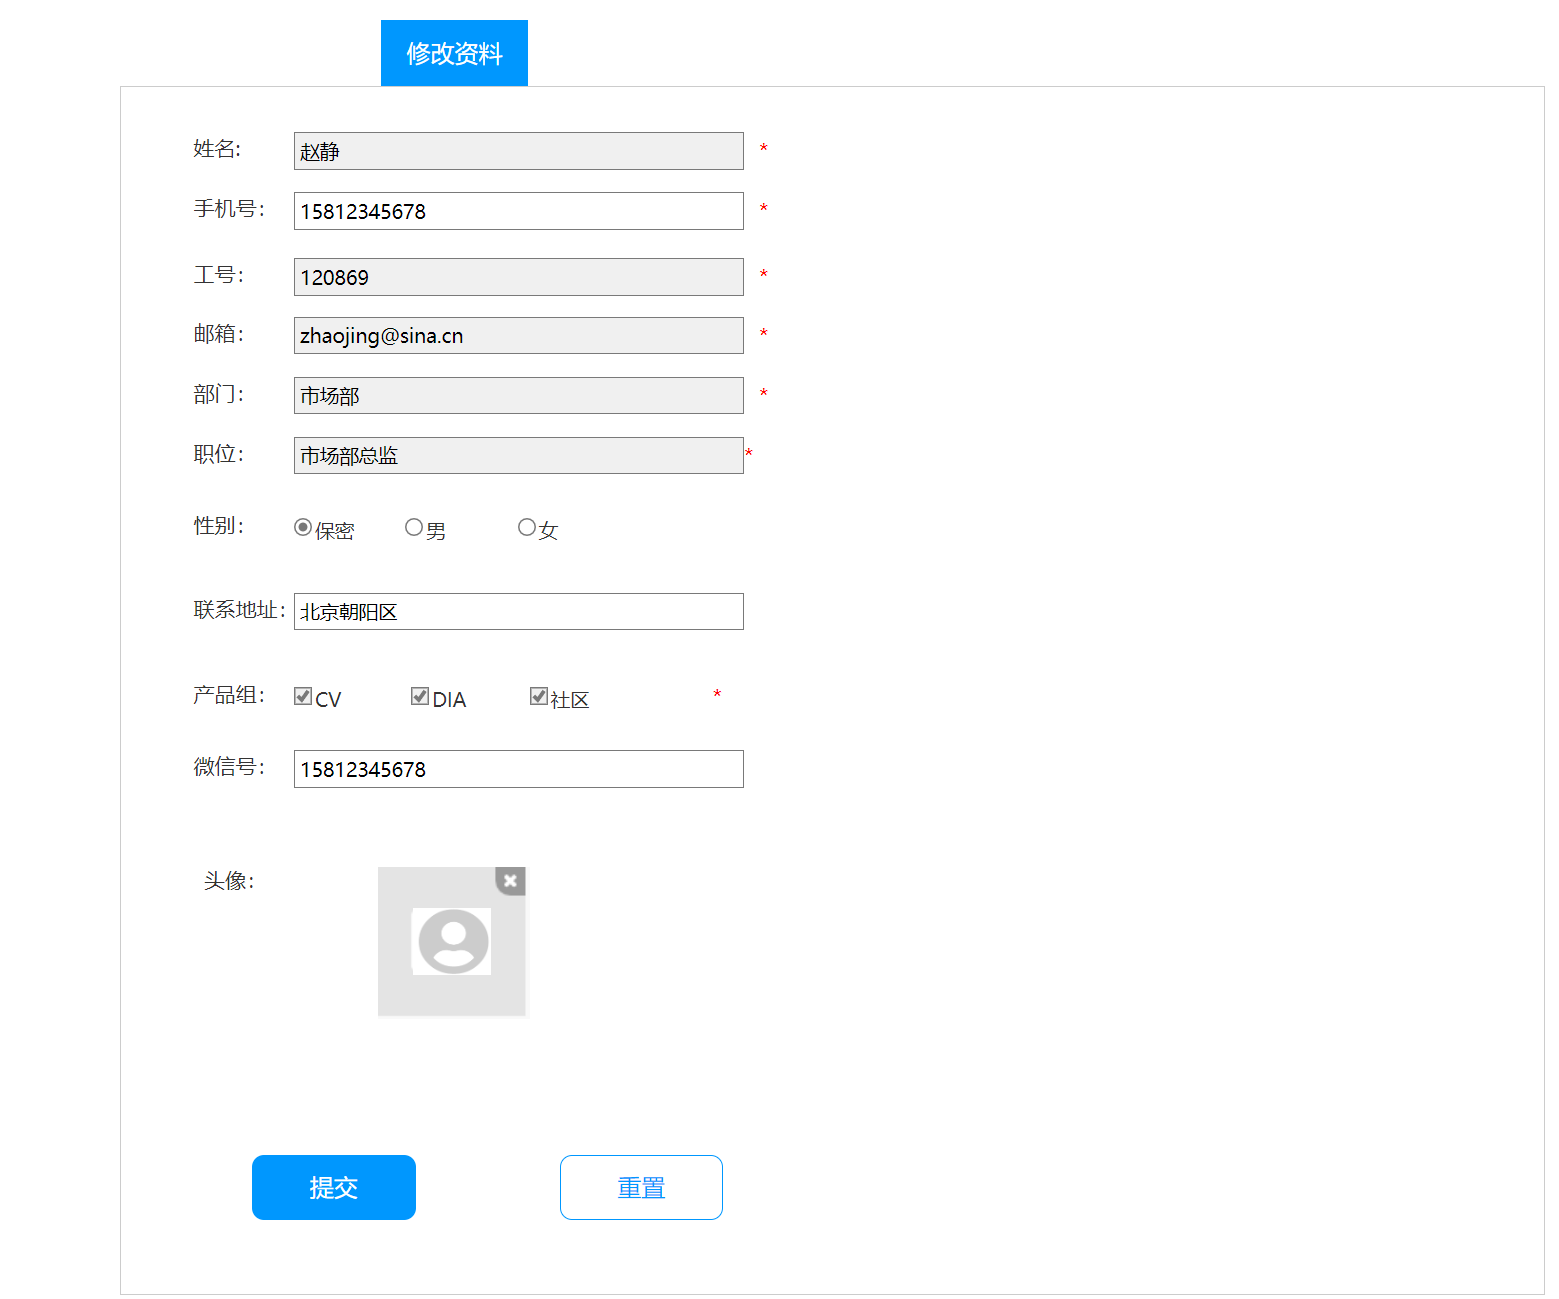 修改资料
姓名: 赵静 *
手机号: 15812345678 *
工号: 120869 *
邮箱: zhaojing@sina.cn *
部门: 市场部 *
职位: 市场部总监 *
性别: 保密 男 女
联系地址: 北京朝阳区
产品组: CV DIA 社区 *
微信号: 15812345678
头像:
提交 重置